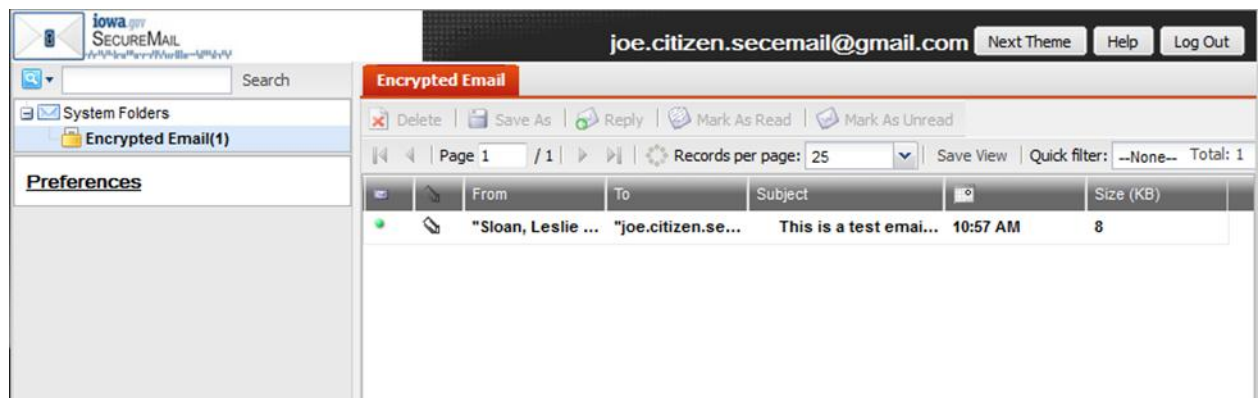 iowa.gov
SECUREMAIL
joe.citizen.secemail@gmail.com Next Theme Help Log Out
Search
System Folders
Encrypted Email(1)
Preferences
Encrypted Email
Delete Save As Reply Mark As Read Mark As Unread
Page 1 / 1 Records per page: 25 Save View Quick filter: --None-- Total: 1
From To Subject Size (KB)
"Sloan, Leslie ... "joe.citizen.se... This is a test emai... 10:57 AM 8